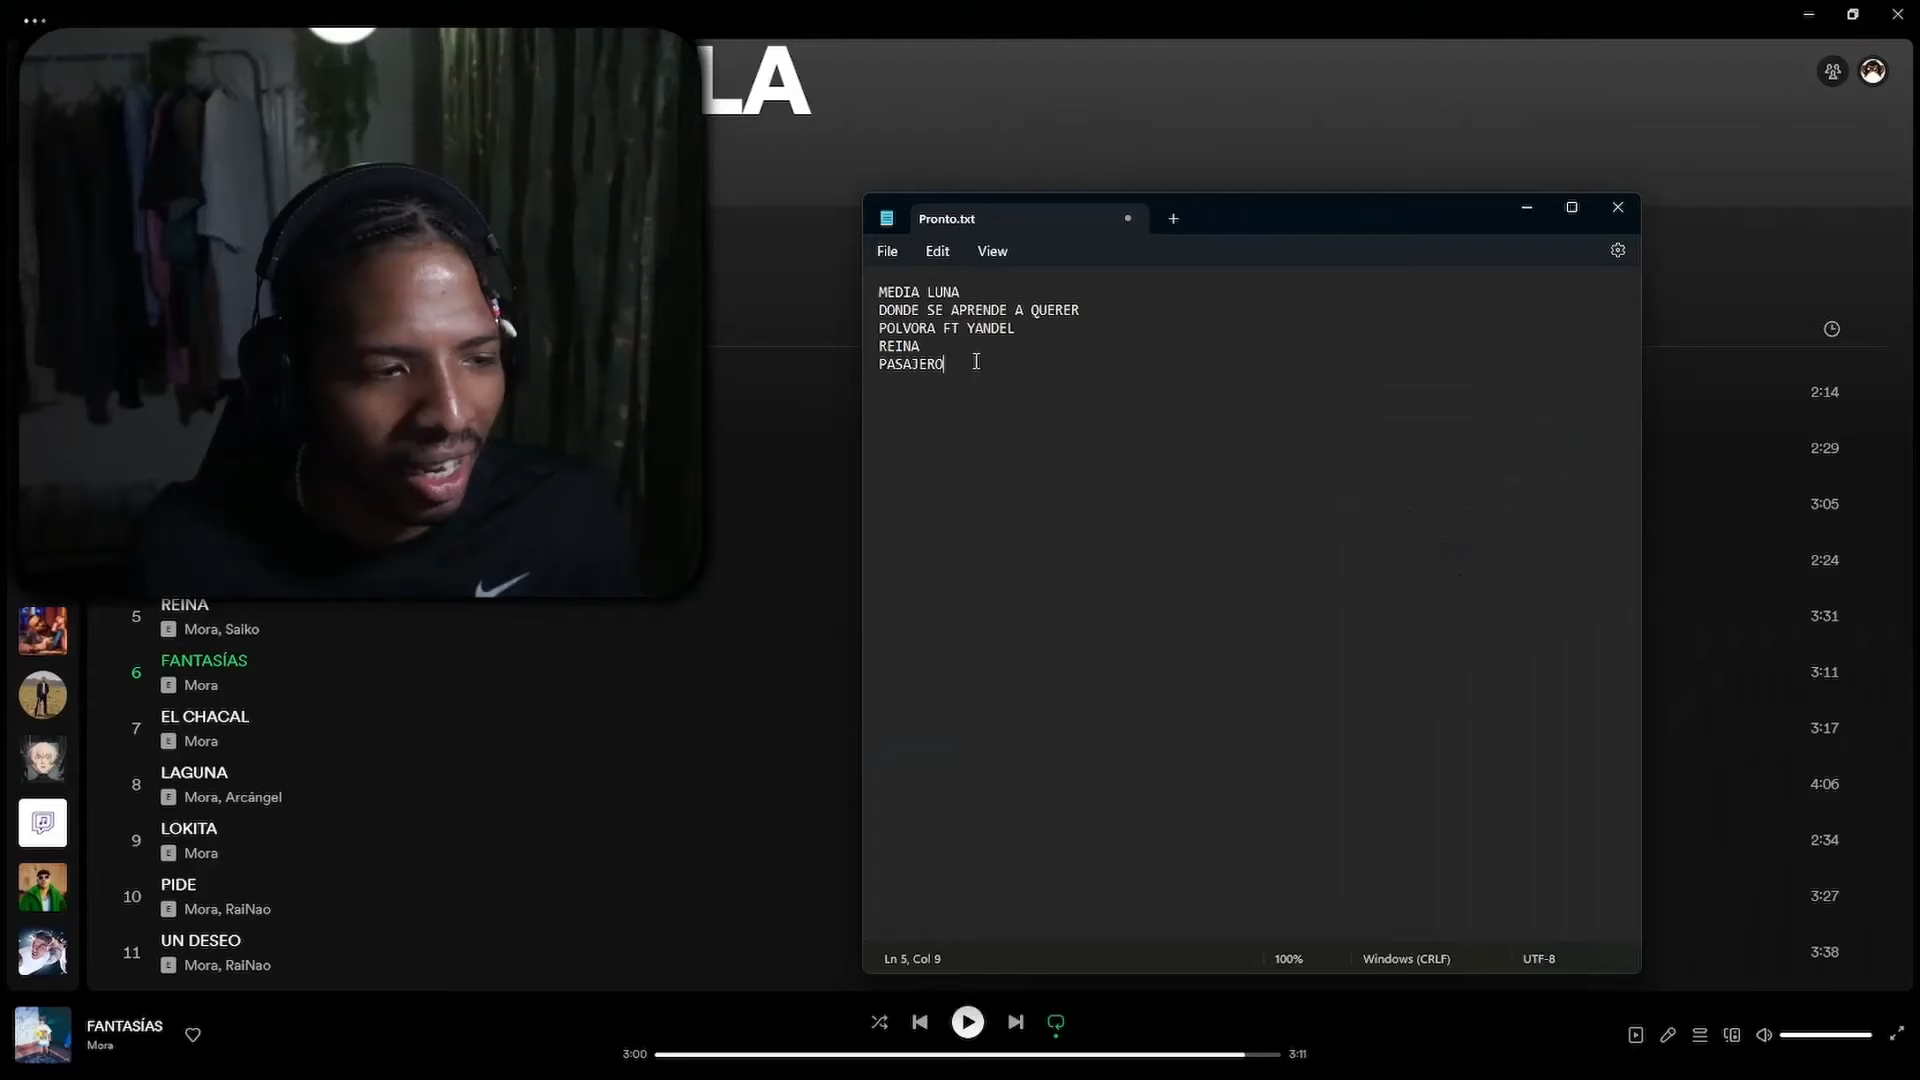 LA
Pronto.txt
File Edit View
MEDIA LUNA
DONDE SE APRENDE A QUERER
POLVORA FT YANDEL
REINA
PASAJERO
Ln 5, Col 9 100% Windows (CRLF) UTF-8
2:14
2:29
3:05
2:24
5 REINA 3:31
E Mora, Saiko
6 FANTASÍAS 3:11
E Mora
7 EL CHACAL 3:17
E Mora
8 LAGUNA 4:06
E Mora, Arcángel
9 LOKITA 2:34
E Mora
10 PIDE 3:27
E Mora, RaiNao
11 UN DESEO 3:38
E Mora, RaiNao
FANTASÍAS
Mora
3:00 3:11